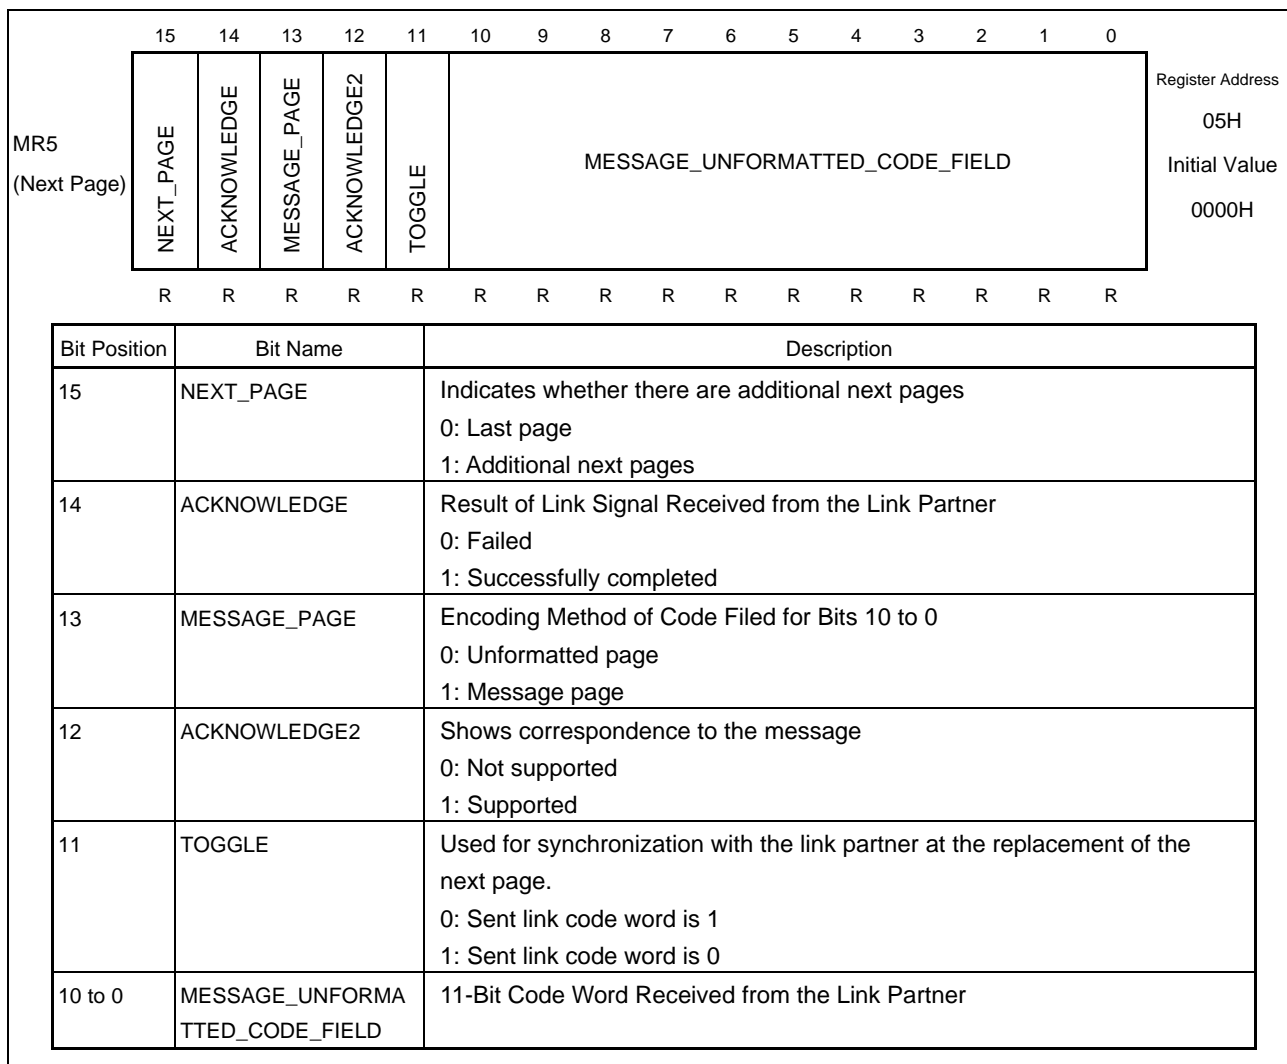 15 14 13 12 11 10 9 8 7 6 5 4 3 2 1 0
MR5
(Next Page)
NEXT_PAGE
ACKNOWLEDGE
MESSAGE_PAGE
ACKNOWLEDGE2
TOGGLE
MESSAGE_UNFORMATTED_CODE_FIELD
Register Address
05H
Initial Value
0000H
R R R R R R R R R R R R R R R R
Bit Position Bit Name Description
15 NEXT_PAGE Indicates whether there are additional next pages
0: Last page
1: Additional next pages
14 ACKNOWLEDGE Result of Link Signal Received from the Link Partner
0: Failed
1: Successfully completed
13 MESSAGE_PAGE Encoding Method of Code Filed for Bits 10 to 0
0: Unformatted page
1: Message page
12 ACKNOWLEDGE2 Shows correspondence to the message
0: Not supported
1: Supported
11 TOGGLE Used for synchronization with the link partner at the replacement of the
next page.
0: Sent link code word is 1
1: Sent link code word is 0
10 to 0 MESSAGE_UNFORMA 11-Bit Code Word Received from the Link Partner
TTED_CODE_FIELD